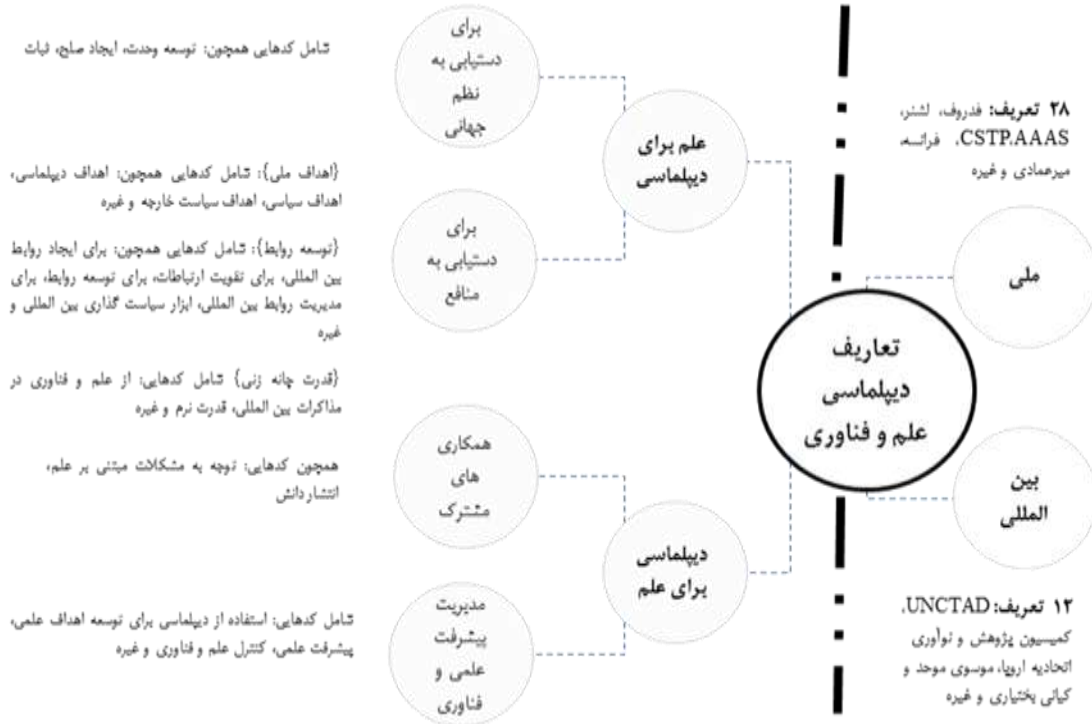 ۲۸ تعریف: فدروف، لشنر،
CSTP،AAAS، فرانسه،
میرعمادی و غیره
ملی
بین
المللی
۱۲ تعریف: UNCTAD،
کمیسیون پژوهش و نوآوری
اتحادیه اروپا، موسوی موحد و
کیانی بختیاری و غیره
تعاریف
دیپلماسی
علم و فناوری
علم برای
دیپلماسی
برای
دستیابی به
نظم
جهانی
شامل کدهایی همچون: توسعه وحدت، ایجاد صلح، ثبات
برای
دستیابی به
منافع
{اهداف ملی}: شامل کدهایی همچون: اهداف دیپلماسی،
اهداف سیاسی، اهداف سیاست خارجه و غیره
{توسعه روابط}: شامل کدهایی همچون: برای ایجاد روابط
بین المللی، برای تقویت ارتباطات، برای توسعه روابط، برای
مدیریت روابط بین المللی، ابزار سیاست گذاری بین المللی و
غیره
{قدرت چانه زنی} شامل کدهایی: از علم و فناوری در
مذاکرات بین المللی، قدرت نرم و غیره
دیپلماسی
برای علم
همکاری
های
مشترک
همچون کدهایی: توجه به مشکلات مبتنی بر علم،
انتشار دانش
مدیریت
پیشرفت
علمی و
فناوری
شامل کدهایی: استفاده از دیپلماسی برای توسعه اهداف علمی،
پیشرفت علمی، کنترل علم و فناوری و غیره